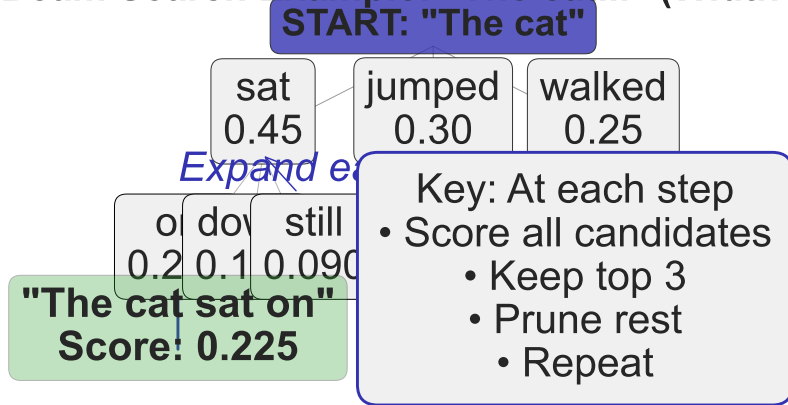 START: "The cat"
sat
0.45
jumped
0.30
walked
0.25
Expand
still
0.090
Key: At each step
• Score all candidates
• Keep top 3
• Prune rest
• Repeat
"The cat sat on"
Score: 0.225